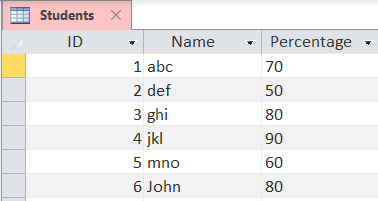 Students
ID Name Percentage
1 abc 70
2 def 50
3 ghi 80
4 jkl 90
5 mno 60
6 John 80